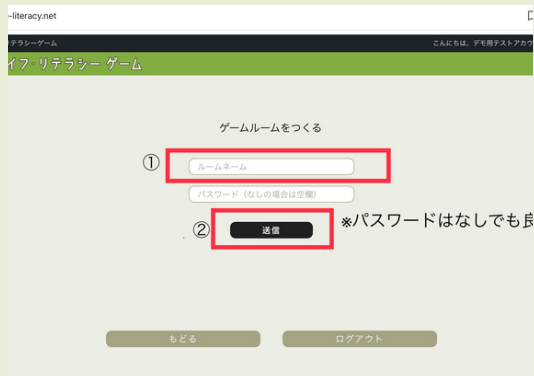 -literacy.net
テラシーゲーム
こんにちは、デモ用テストアカウ
イフ-リテラシー ゲーム
ゲームルームをつくる
①
ルームネーム
パスワード（なしの場合は空欄）
②
送信
※パスワードはなしでも良
もどる
ログアウト